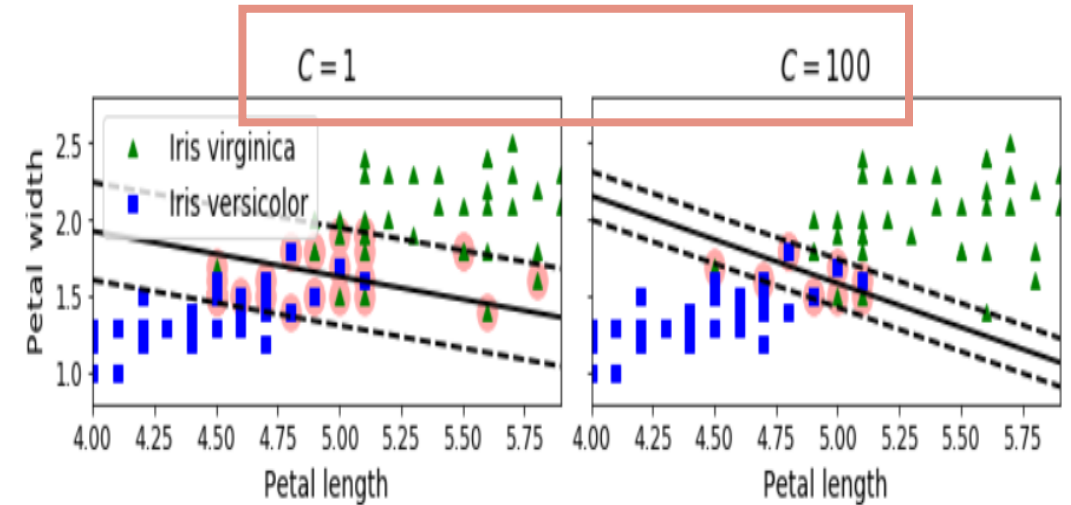 C = 1
C = 100
Iris virginica
Iris versicolor
Petal width
2.5
2.0
1.5
1.0
4.00 4.25 4.50 4.75 5.00 5.25 5.50 5.75
4.00 4.25 4.50 4.75 5.00 5.25 5.50 5.75
Petal length
Petal length